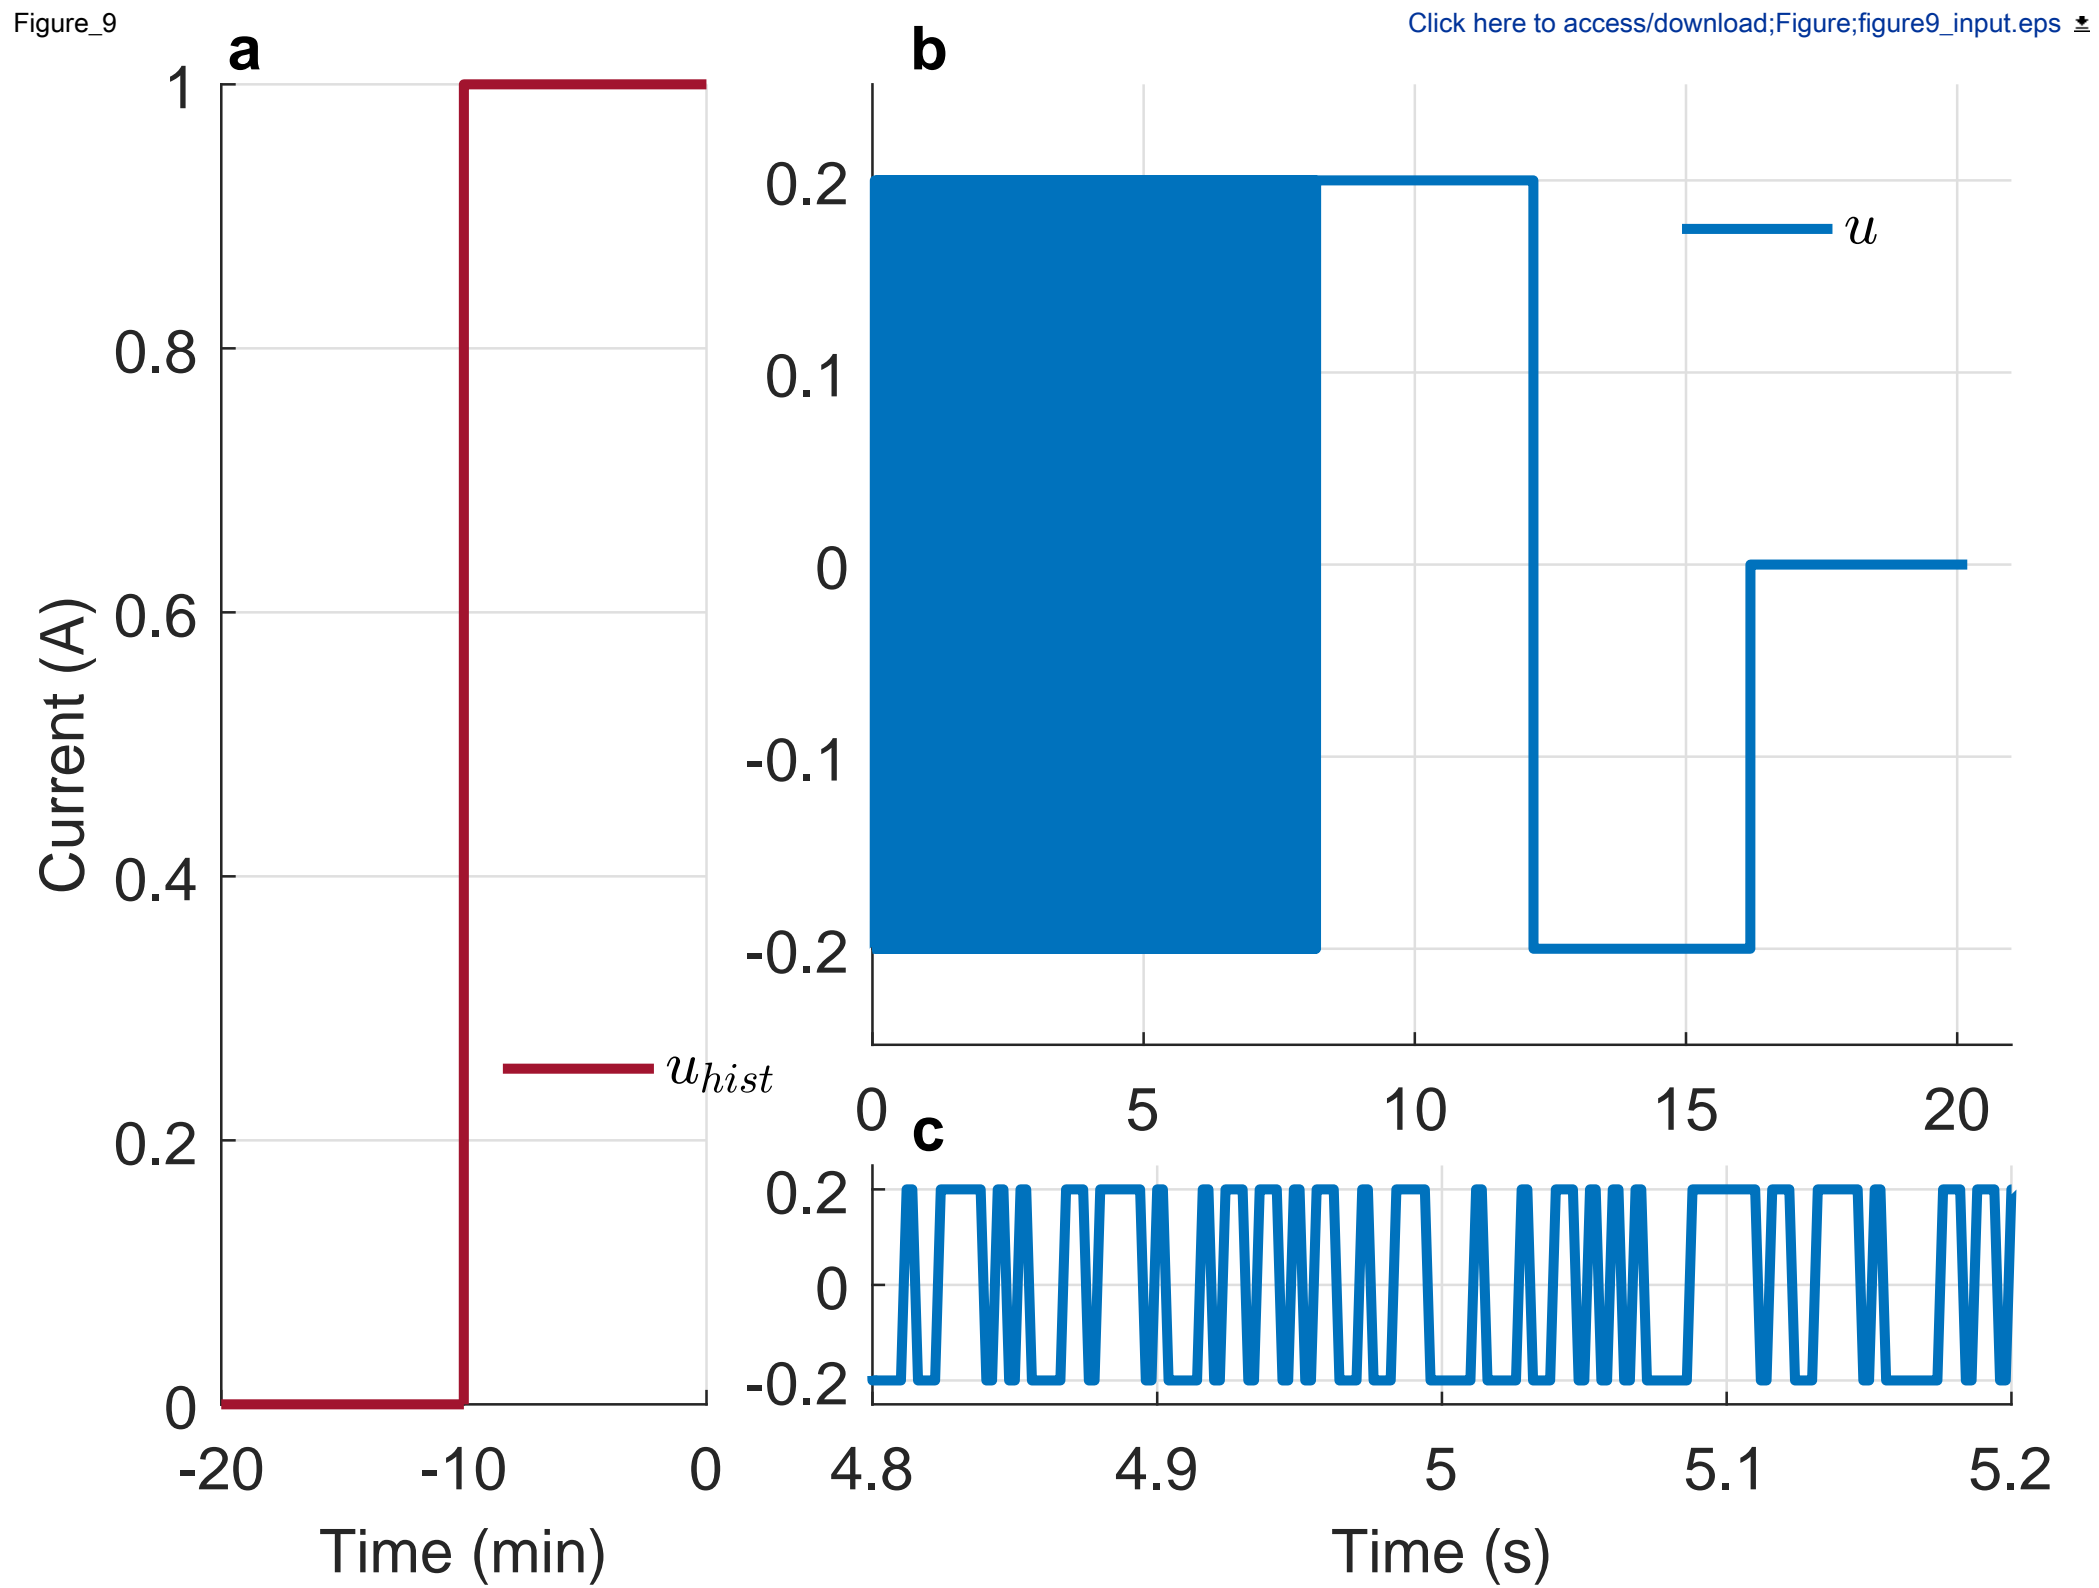 Figure_9
Click here to access/download;Figure;figure9_input.eps
a
1
0.8
0.6
0.4
0.2
0
Current (A)
u_{hist}
-20 -10 0
Time (min)
b
0.2
0.1
0
-0.1
-0.2
u
0 5 10 15 20
c
0.2
0
-0.2
4.8 4.9 5 5.1 5.2
Time (s)